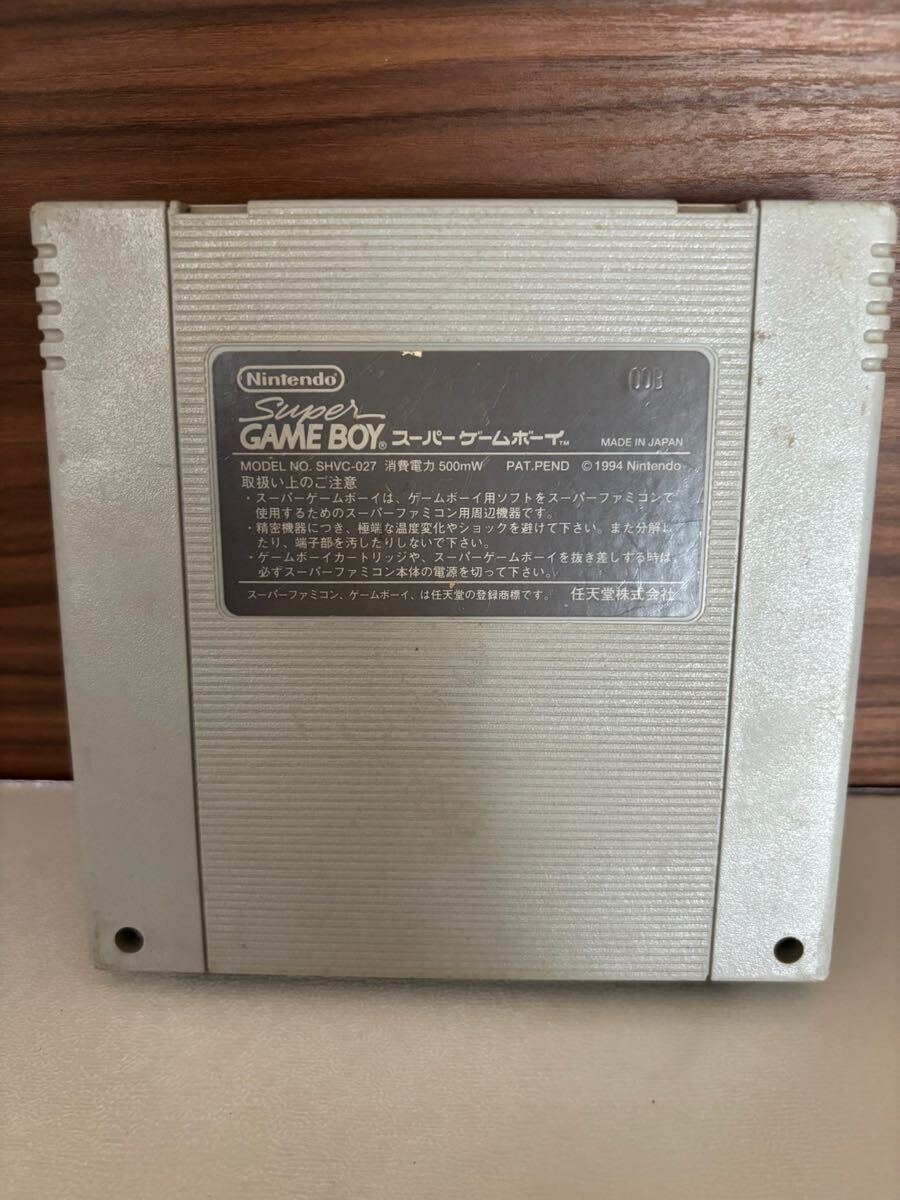 Nintendo
00B
Super
GAME BOY® スーパーゲームボーイ™ MADE IN JAPAN
MODEL NO. SHVC-027 消費電力 500mW PAT.PEND ©1994 Nintendo
取扱い上のご注意
・スーパーゲームボーイは、ゲームボーイ用ソフトをスーパーファミコンで
使用するためのスーパーファミコン用周辺機器です。
・精密機器につき、極端な温度変化やショックを避けて下さい。また分解し
たり、端子部を汚したりしないで下さい。
・ゲームボーイカートリッジや、スーパーゲームボーイを抜き差しする時は、
必ずスーパーファミコン本体の電源を切って下さい。
スーパーファミコン、ゲームボーイ、は任天堂の登録商標です。 任天堂株式会社